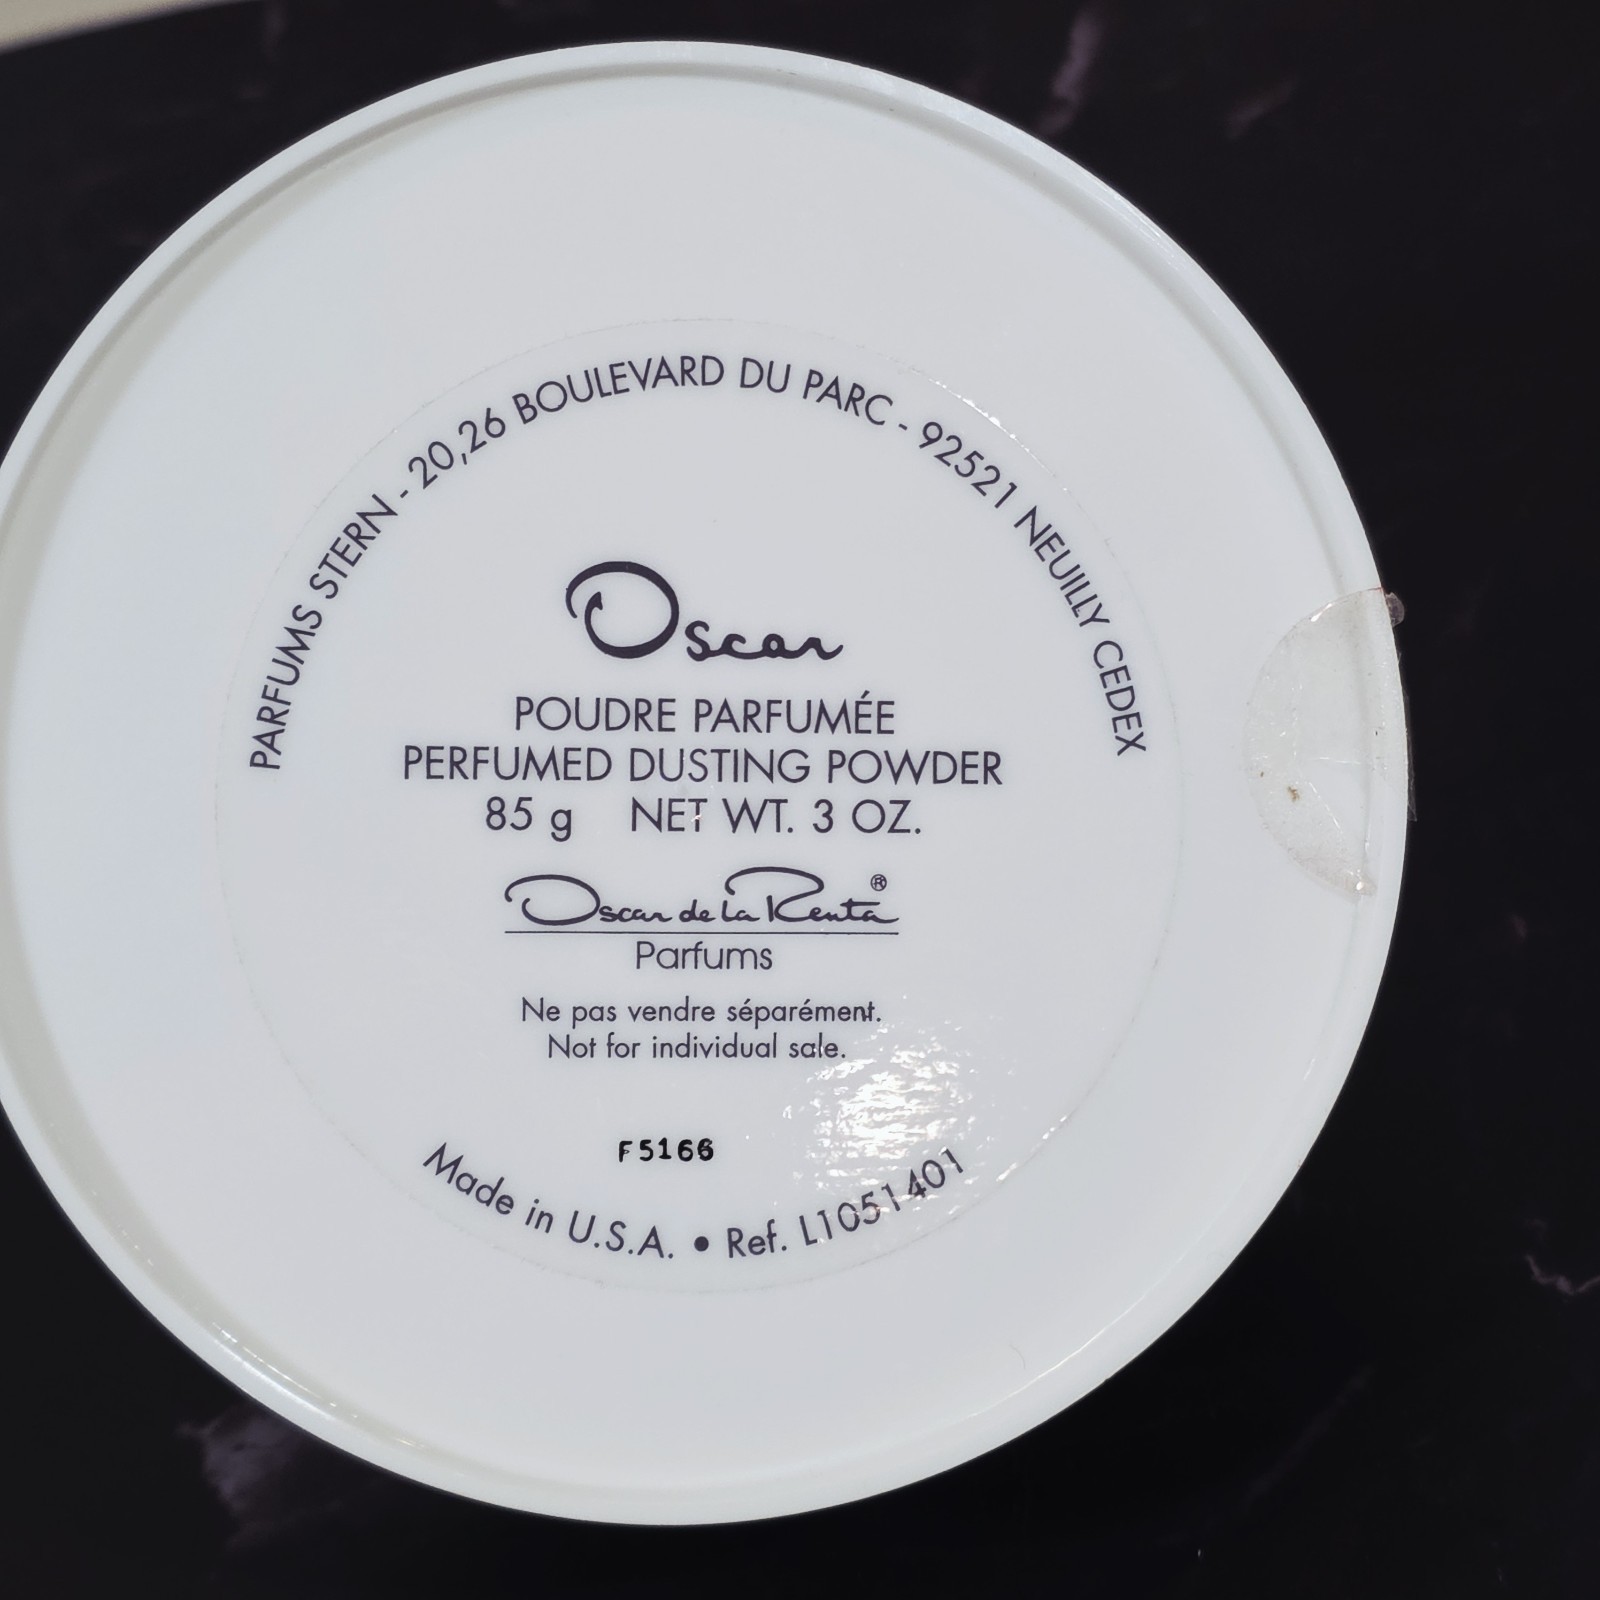 PARFUMS STERN - 20,26 BOULEVARD DU PARC - 92521 NEUILLY CEDEX
Oscar
POUDRE PARFUMÉE
PERFUMED DUSTING POWDER
85 g NET WT. 3 OZ.
Oscar de la Renta®
Parfums
Ne pas vendre séparément.
Not for individual sale.
F5166
Made in U.S.A. • Ref. L1051401